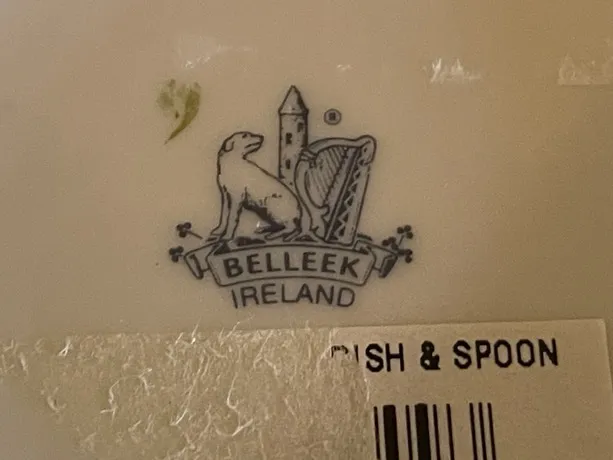 ®
BELLEEK
IRELAND
DISH & SPOON